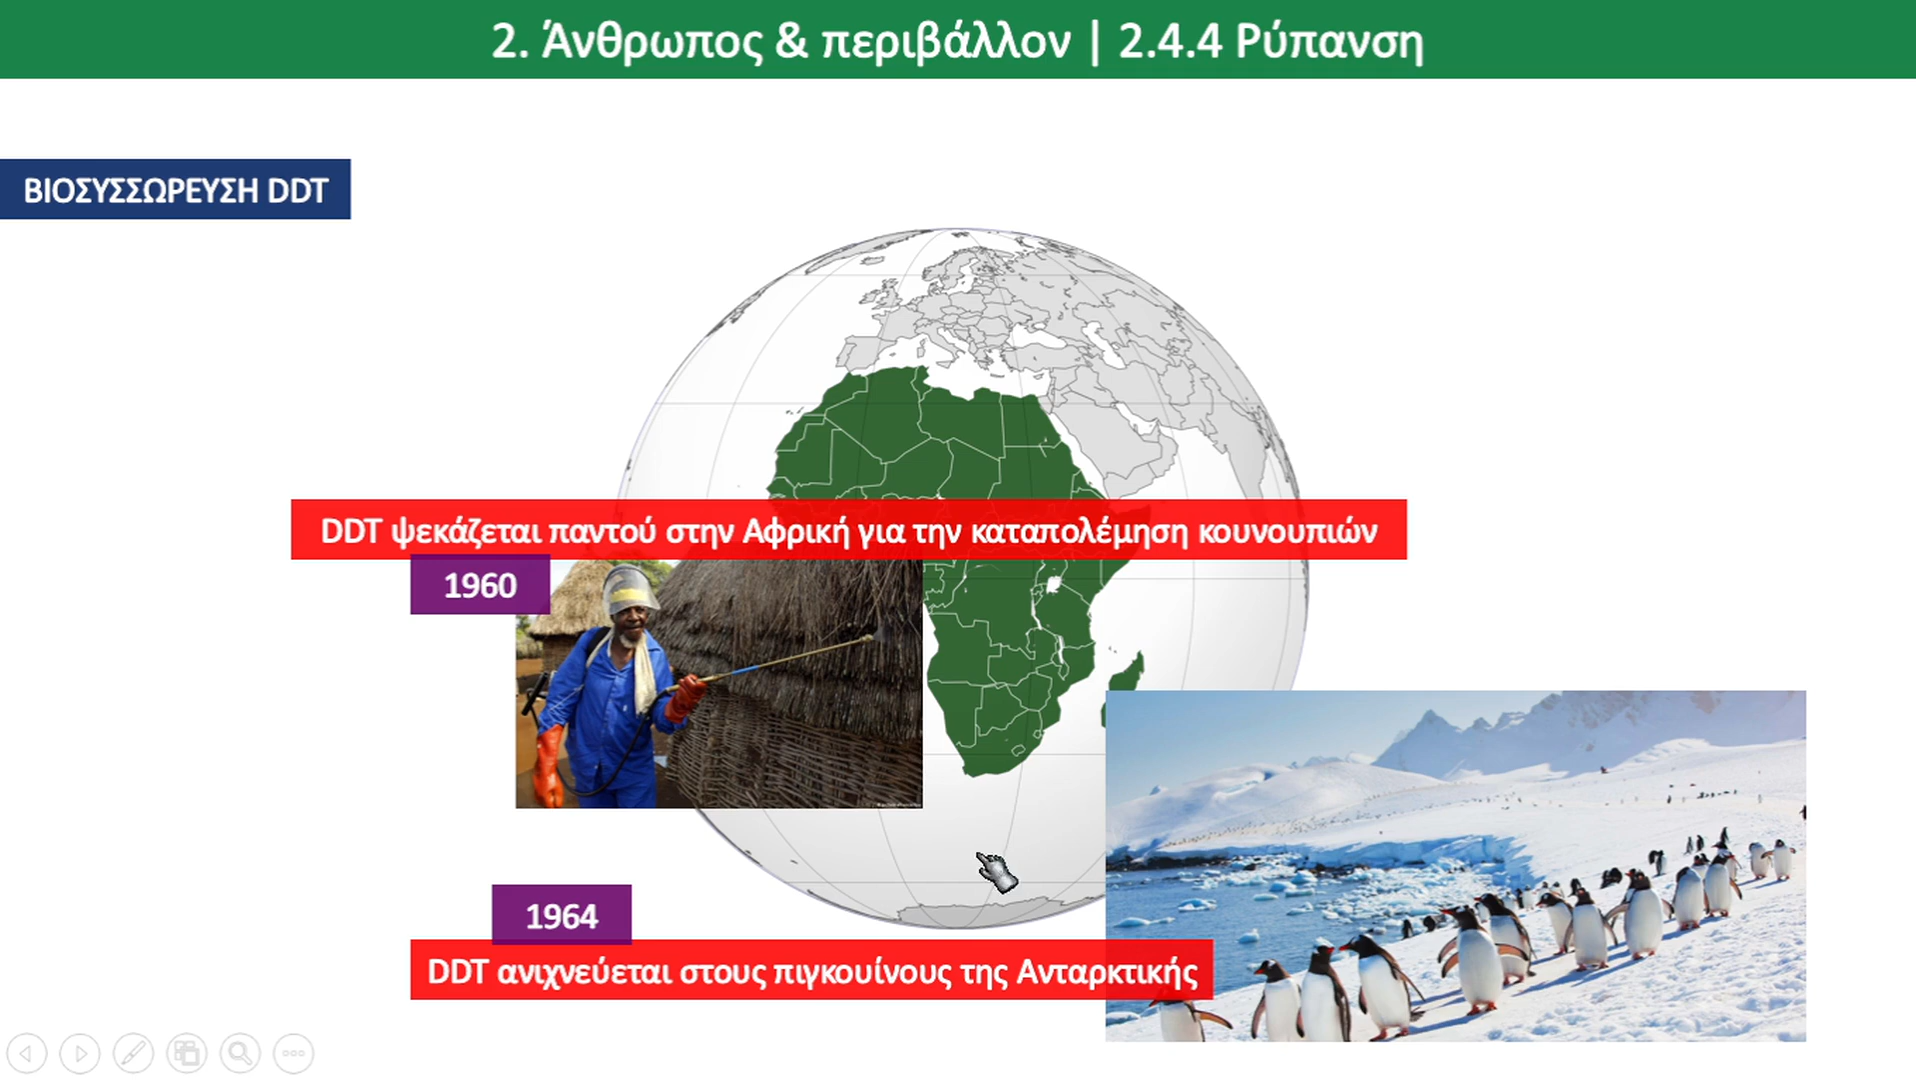 2. Άνθρωπος & περιβάλλον | 2.4.4 Ρύπανση
ΒΙΟΣΥΣΣΩΡΕΥΣΗ DDT
DDT ψεκάζεται παντού στην Αφρική για την καταπολέμηση κουνουπιών
1960
1964
DDT ανιχνεύεται στους πιγκουίνους της Ανταρκτικής